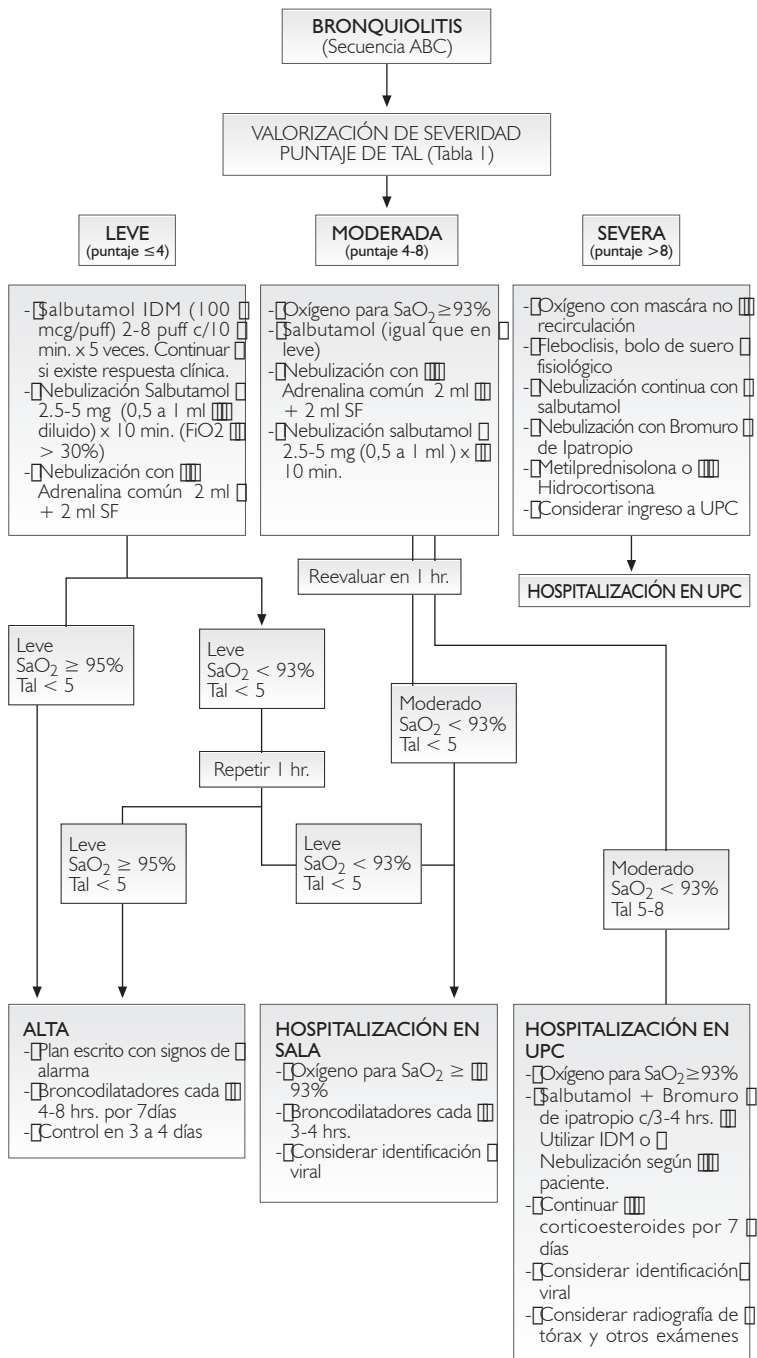 BRONQUIOLITIS
(Secuencia ABC)
VALORIZACIÓN DE SEVERIDAD
PUNTAJE DE TAL (Tabla 1)
LEVE
(puntaje ≤4)
MODERADA
(puntaje 4-8)
SEVERA
(puntaje >8)
- Salbutamol IDM (100
mcg/puff) 2-8 puff c/10
min. x 5 veces. Continuar
si existe respuesta clínica.
- Nebulización Salbutamol
2.5-5 mg (0,5 a 1 ml
diluido) x 10 min. (FiO2
> 30%)
- Nebulización con
Adrenalina común 2 ml
+ 2 ml SF
- Oxígeno para SaO₂ ≥93%
- Salbutamol (igual que en
leve)
- Nebulización con
Adrenalina común 2 ml
+ 2 ml SF
- Nebulización salbutamol
2.5-5 mg (0,5 a 1 ml ) x
10 min.
- Oxígeno con mascára no
recirculación
- Fleboclisis, bolo de suero
fisiológico
- Nebulización continua con
salbutamol
- Nebulización con Bromuro
de Ipatropio
- Metilprednisolona o
Hidrocortisona
- Considerar ingreso a UPC
Reevaluar en 1 hr.
HOSPITALIZACIÓN EN UPC
Leve
SaO₂ ≥ 95%
Tal < 5
Leve
SaO₂ < 93%
Tal < 5
Moderado
SaO₂ < 93%
Tal < 5
Repetir 1 hr.
Leve
SaO₂ ≥ 95%
Tal < 5
Leve
SaO₂ < 93%
Tal < 5
Moderado
SaO₂ < 93%
Tal 5-8
ALTA
- Plan escrito con signos de
alarma
- Broncodilatadores cada
4-8 hrs. por 7días
- Control en 3 a 4 días
HOSPITALIZACIÓN EN
SALA
- Oxígeno para SaO₂ ≥
93%
- Broncodilatadores cada
3-4 hrs.
- Considerar identificación
viral
HOSPITALIZACIÓN EN
UPC
- Oxígeno para SaO₂≥93%
- Salbutamol + Bromuro
de ipatropio c/3-4 hrs.
Utilizar IDM o
Nebulización según
paciente.
- Continuar
corticoesteroides por 7
días
- Considerar identificación
viral
- Considerar radiografía de
tórax y otros exámenes